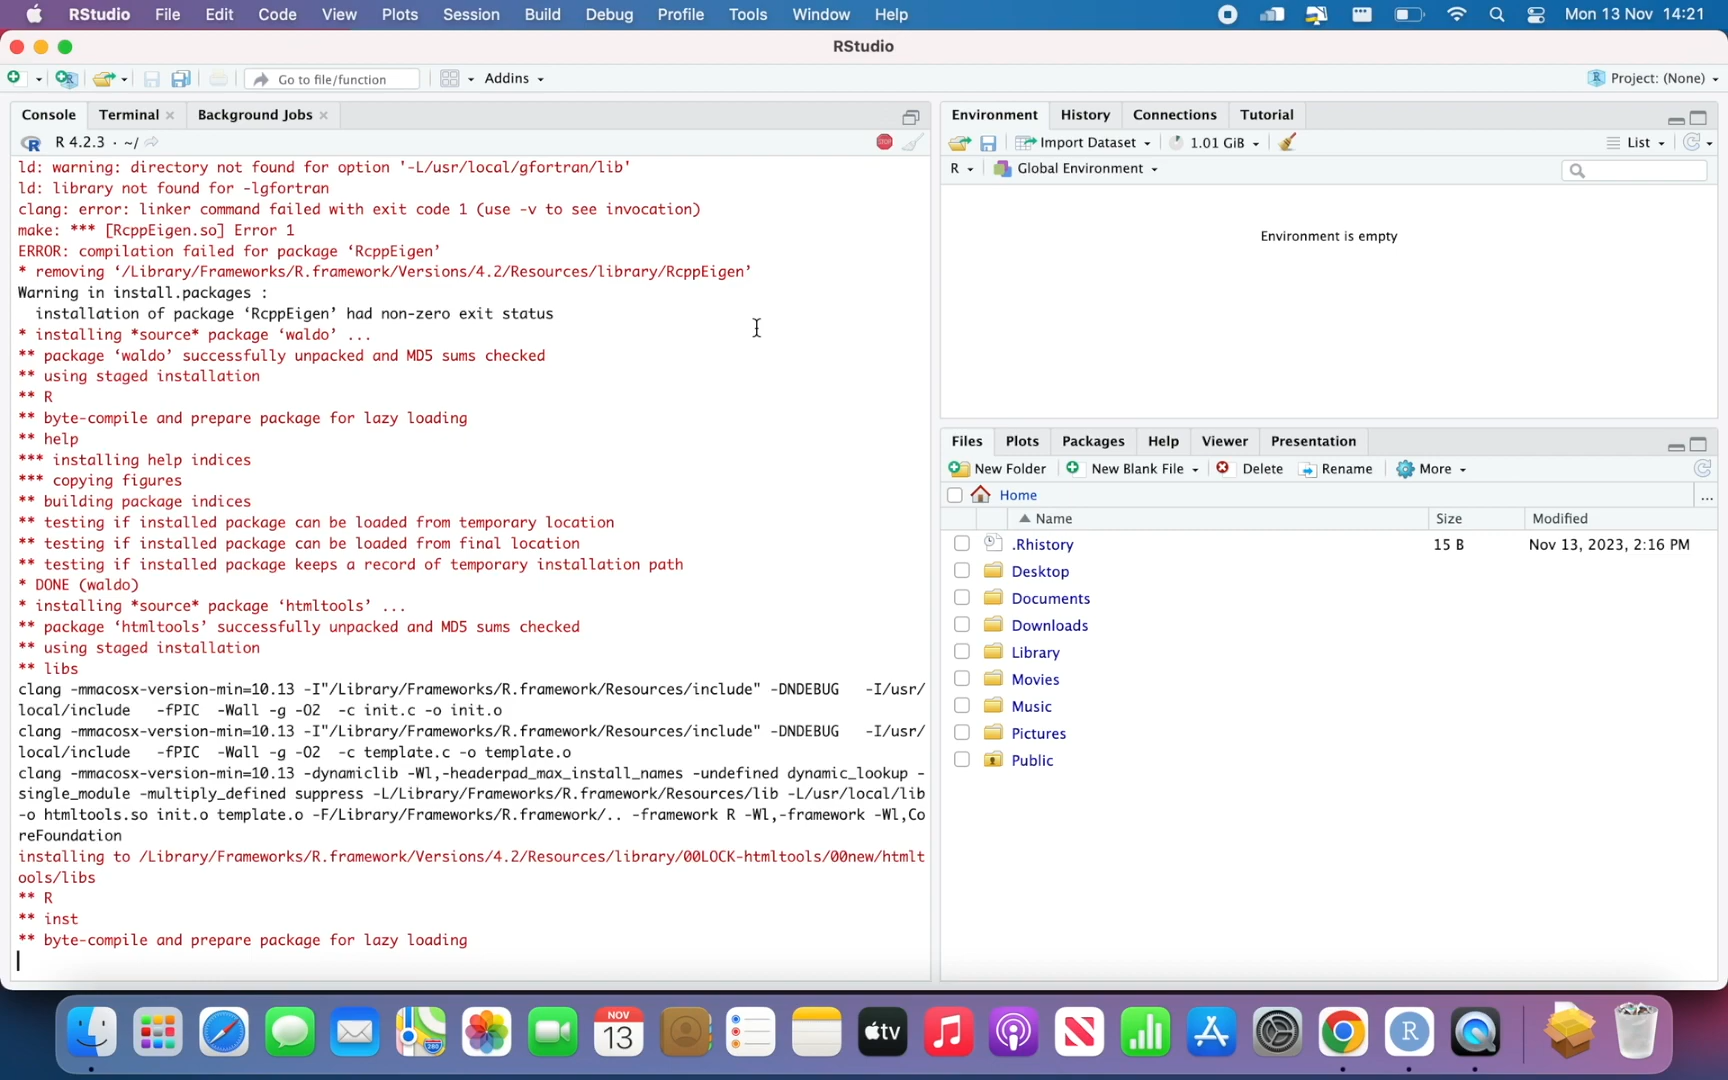 RStudio File Edit Code View Plots Session Build Debug Profile Tools Window Help Mon 13 Nov 14:21
RStudio
Go to file/function Addins Project: (None)
Console Terminal Background Jobs
R 4.2.3 · ~/
ld: warning: directory not found for option '-L/usr/local/gfortran/lib'
ld: library not found for -lgfortran
clang: error: linker command failed with exit code 1 (use -v to see invocation)
make: *** [RcppEigen.so] Error 1
ERROR: compilation failed for package ‘RcppEigen’
* removing ‘/Library/Frameworks/R.framework/Versions/4.2/Resources/library/RcppEigen’
Warning in install.packages :
installation of package ‘RcppEigen’ had non-zero exit status
* installing *source* package ‘waldo’ ...
** package ‘waldo’ successfully unpacked and MD5 sums checked
** using staged installation
** R
** byte-compile and prepare package for lazy loading
** help
*** installing help indices
*** copying figures
** building package indices
** testing if installed package can be loaded from temporary location
** testing if installed package can be loaded from final location
** testing if installed package keeps a record of temporary installation path
* DONE (waldo)
* installing *source* package ‘htmltools’ ...
** package ‘htmltools’ successfully unpacked and MD5 sums checked
** using staged installation
** libs
clang -mmacosx-version-min=10.13 -I"/Library/Frameworks/R.framework/Resources/include" -DNDEBUG -I/usr/
local/include -fPIC -Wall -g -O2 -c init.c -o init.o
clang -mmacosx-version-min=10.13 -I"/Library/Frameworks/R.framework/Resources/include" -DNDEBUG -I/usr/
local/include -fPIC -Wall -g -O2 -c template.c -o template.o
clang -mmacosx-version-min=10.13 -dynamiclib -Wl,-headerpad_max_install_names -undefined dynamic_lookup -
single_module -multiply_defined suppress -L/Library/Frameworks/R.framework/Resources/lib -L/usr/local/lib
-o htmltools.so init.o template.o -F/Library/Frameworks/R.framework/.. -framework R -Wl,-framework -Wl,Co
reFoundation
installing to /Library/Frameworks/R.framework/Versions/4.2/Resources/library/00LOCK-htmltools/00new/htmlt
ools/libs
** R
** inst
** byte-compile and prepare package for lazy loading
Environment History Connections Tutorial
Import Dataset 1.01 GiB List
R Global Environment
Environment is empty
Files Plots Packages Help Viewer Presentation
New Folder New Blank File Delete Rename More
Home ...
Name Size Modified
.Rhistory 15 B Nov 13, 2023, 2:16 PM
Desktop
Documents
Downloads
Library
Movies
Music
Pictures
Public
NOV
13
tv
R